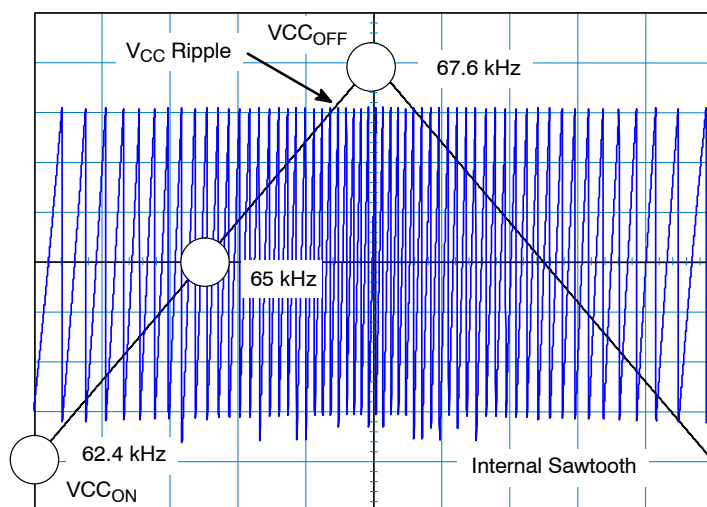 VCCOFF
VCC Ripple
67.6 kHz
65 kHz
62.4 kHz
Internal Sawtooth
VCCON